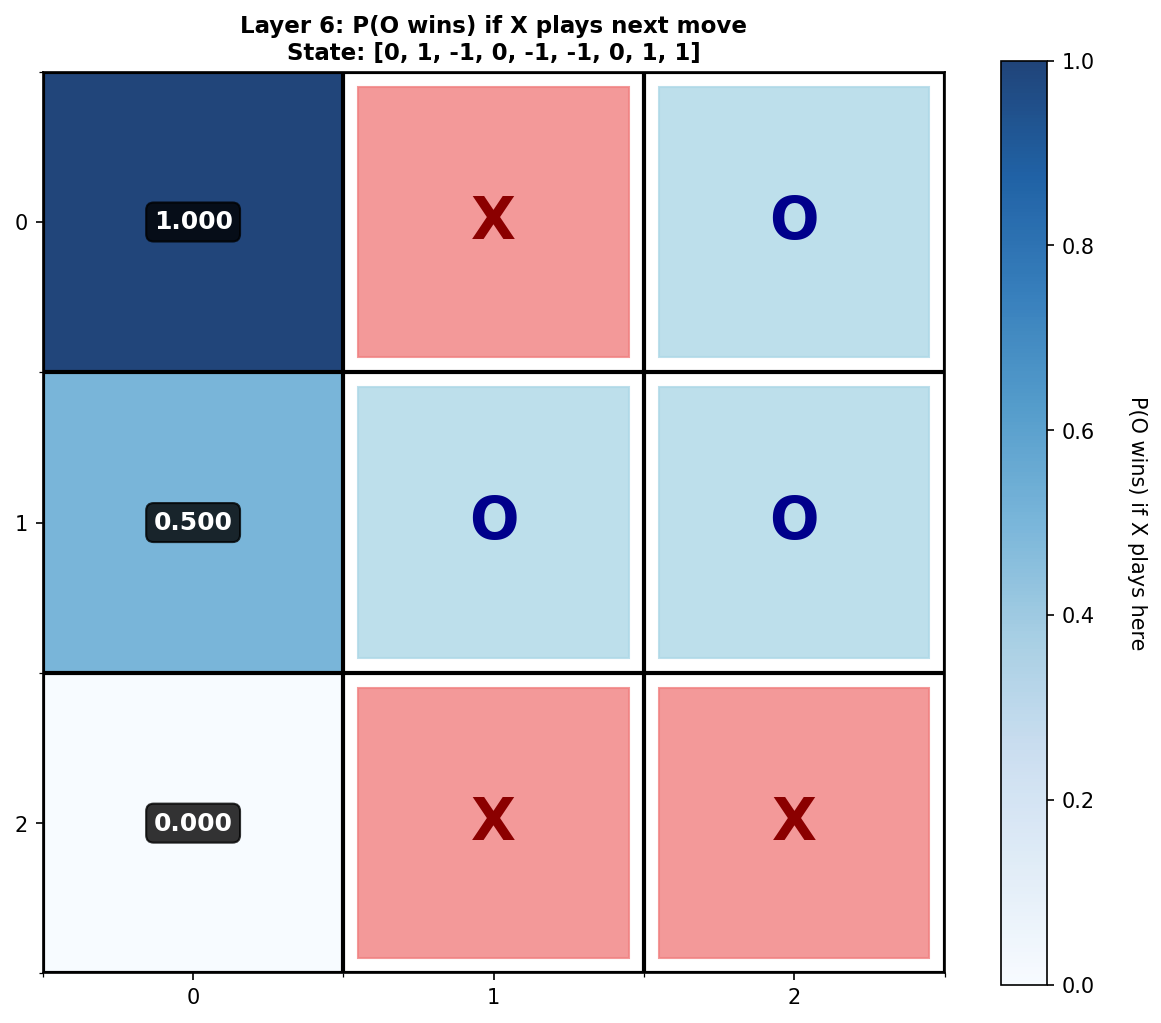 Layer 6: P(O wins) if X plays next move
State: [0, 1, -1, 0, -1, -1, 0, 1, 1]
0
1.000
X
O
1
0.500
O
O
2
0.000
X
X
0
1
2
1.0
0.8
0.6
0.4
0.2
0.0
P(O wins) if X plays here